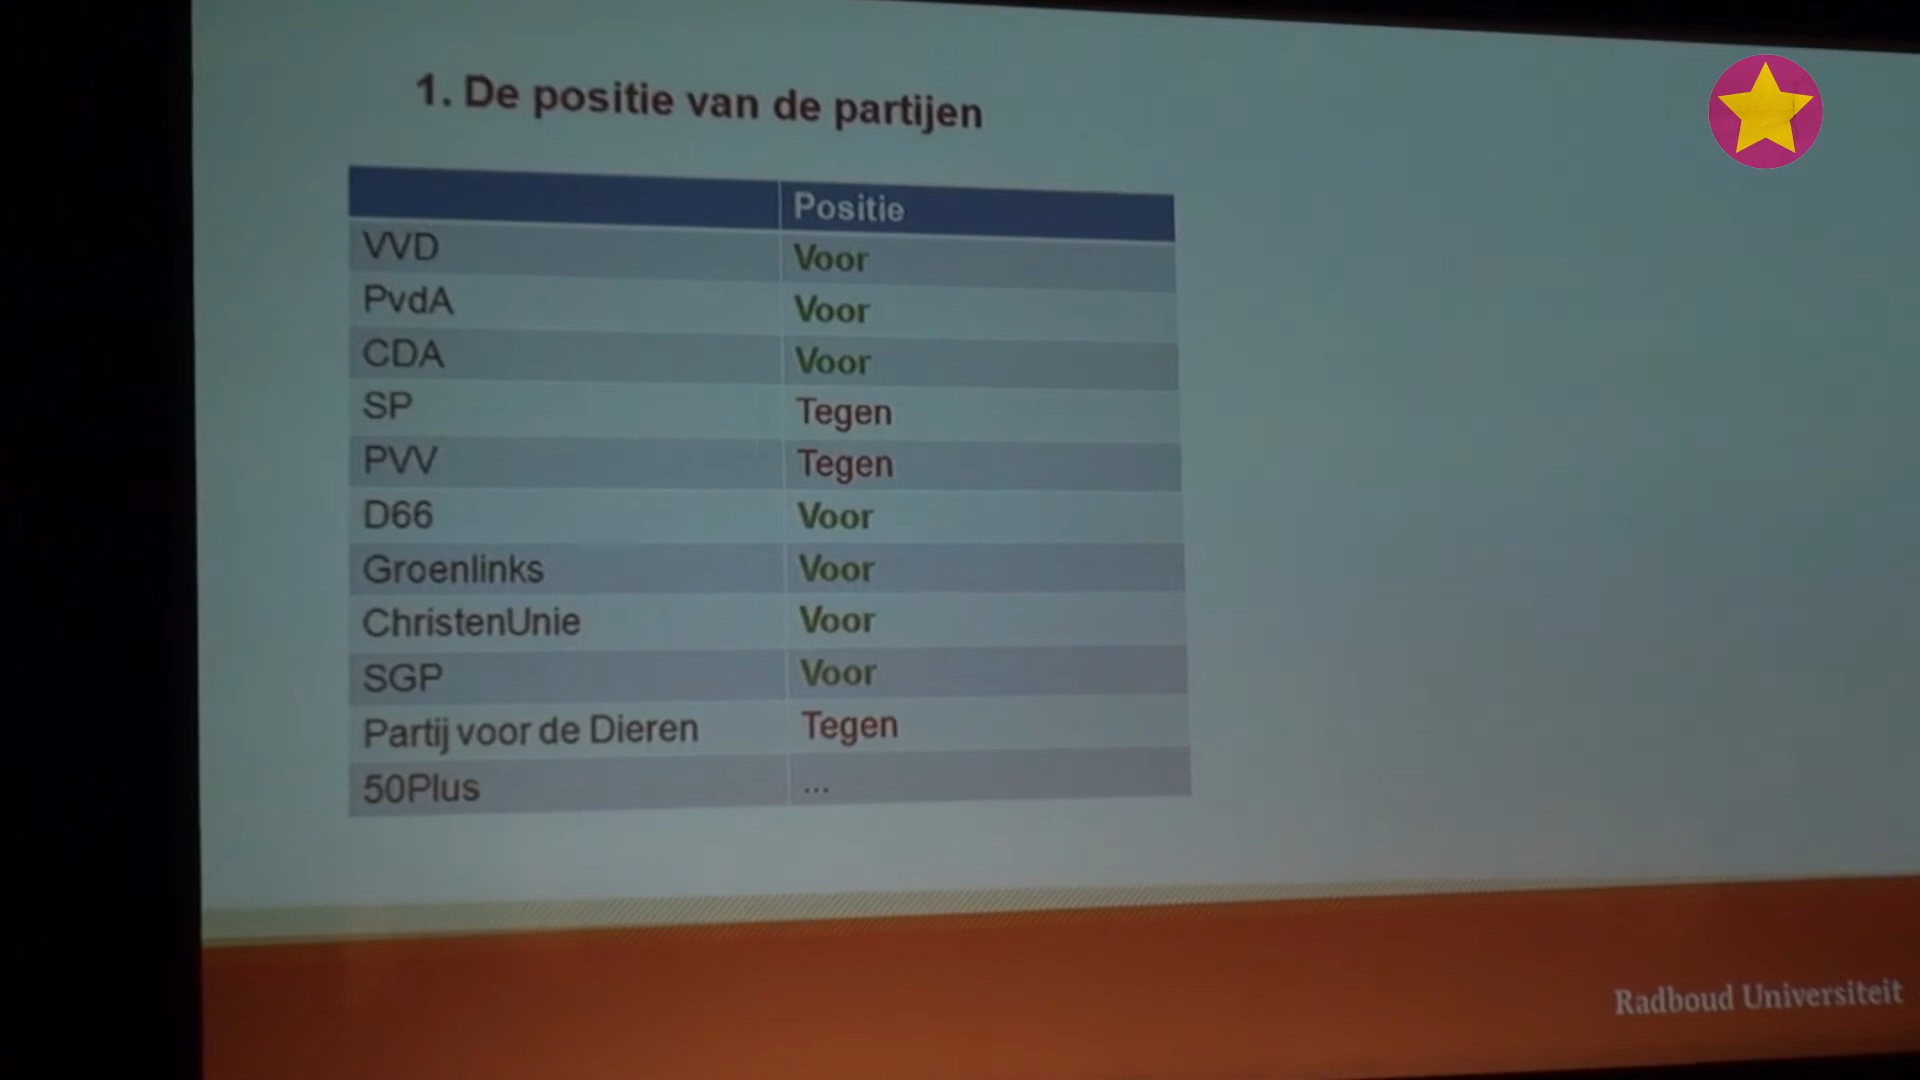 1. De positie van de partijen
Positie
VVD Voor
PvdA Voor
CDA Voor
SP Tegen
PVV Tegen
D66 Voor
Groenlinks Voor
ChristenUnie Voor
SGP Voor
Partij voor de Dieren Tegen
50Plus ...
Radboud Universiteit